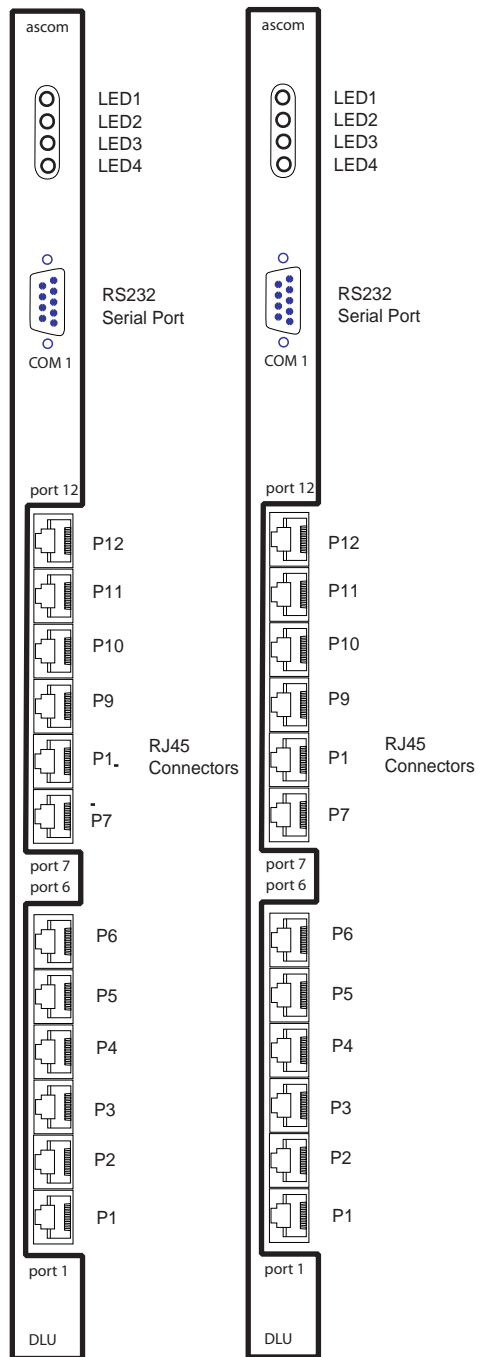 ascom
LED1
LED2
LED3
LED4
RS232
Serial Port
COM 1
port 12
P12
P11
P10
P9
P1-
RJ45
Connectors
-
P7
port 7
port 6
P6
P5
P4
P3
P2
P1
port 1
DLU
ascom
LED1
LED2
LED3
LED4
RS232
Serial Port
COM 1
port 12
P12
P11
P10
P9
P1
RJ45
Connectors
P7
port 7
port 6
P6
P5
P4
P3
P2
P1
port 1
DLU